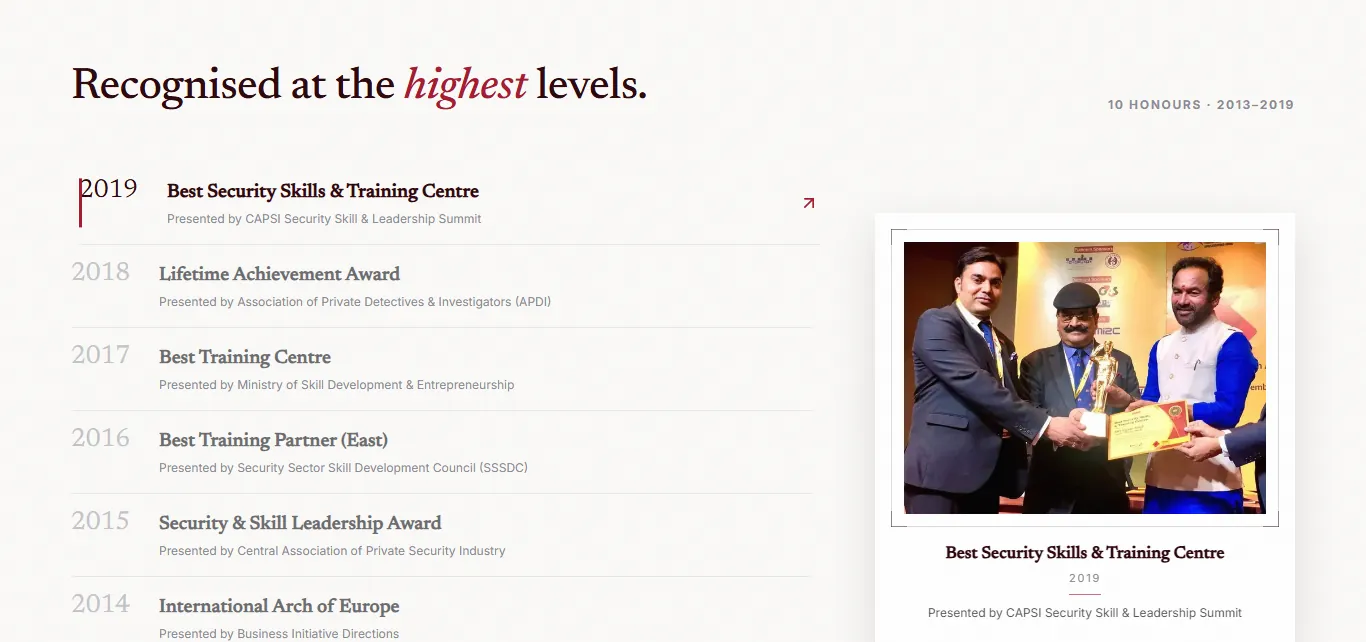 Recognised at the highest levels.
10 HONOURS · 2013–2019
2019
Best Security Skills & Training Centre
Presented by CAPSI Security Skill & Leadership Summit
2018
Lifetime Achievement Award
Presented by Association of Private Detectives & Investigators (APDI)
2017
Best Training Centre
Presented by Ministry of Skill Development & Entrepreneurship
2016
Best Training Partner (East)
Presented by Security Sector Skill Development Council (SSSDC)
2015
Security & Skill Leadership Award
Presented by Central Association of Private Security Industry
2014
International Arch of Europe
Presented by Business Initiative Directions
Best Security Skills & Training Centre
2019
Presented by CAPSI Security Skill & Leadership Summit